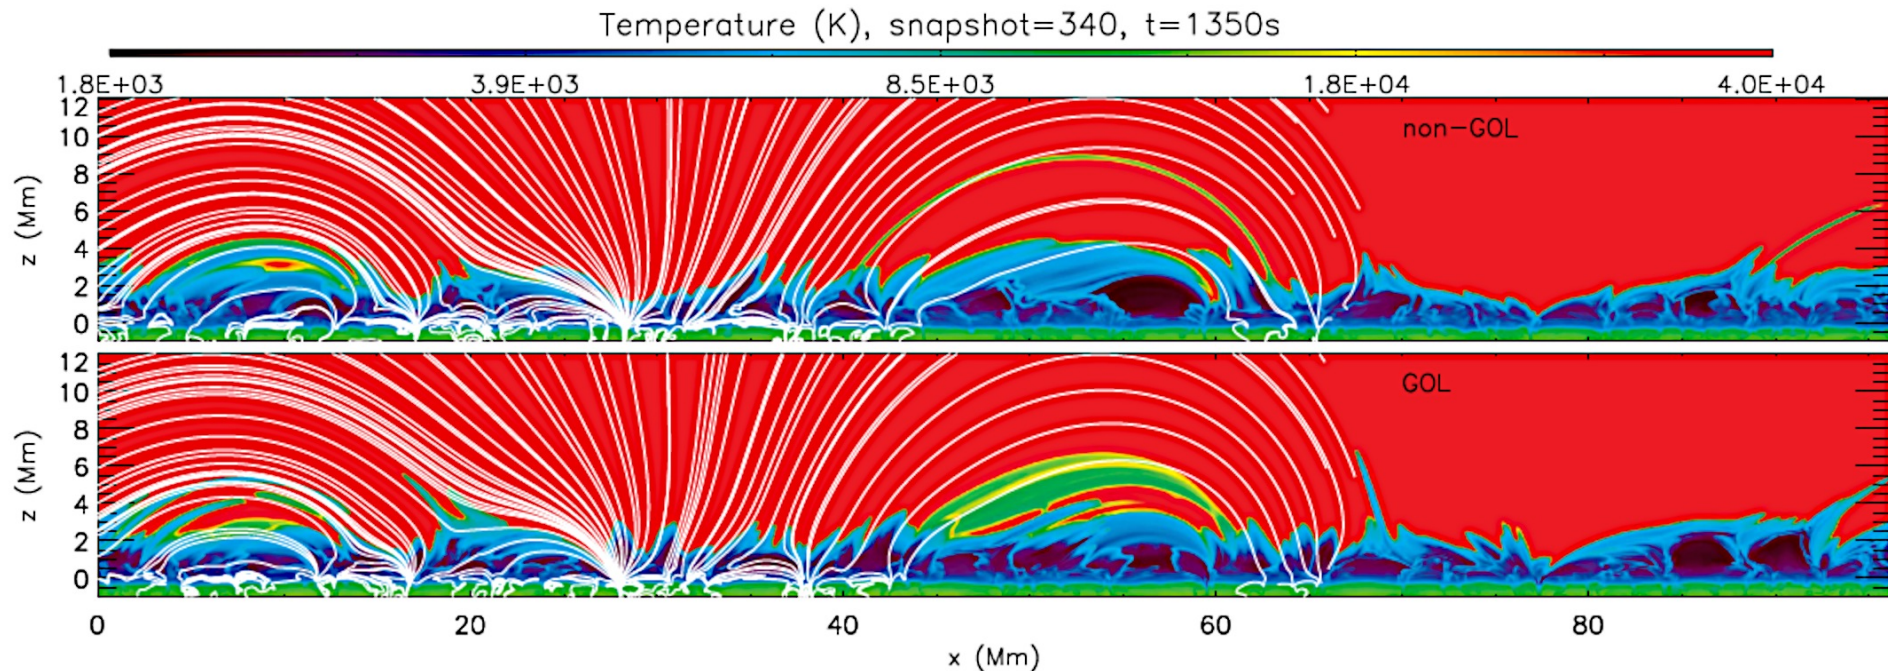 Temperature (K), snapshot=340, t=1350s
1.8E+03 3.9E+03 8.5E+03 1.8E+04 4.0E+04
12
10
8
6
4
2
0
z (Mm)
non-GOL
12
10
8
6
4
2
0
z (Mm)
GOL
0 20 40 60 80
x (Mm)